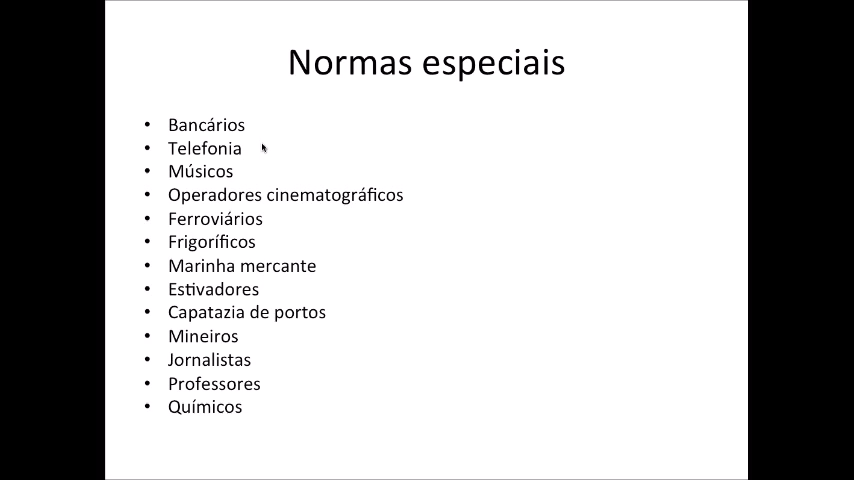 Normas especiais
• Bancários
• Telefonia
• Músicos
• Operadores cinematográficos
• Ferroviários
• Frigoríficos
• Marinha mercante
• Estivadores
• Capatazia de portos
• Mineiros
• Jornalistas
• Professores
• Químicos